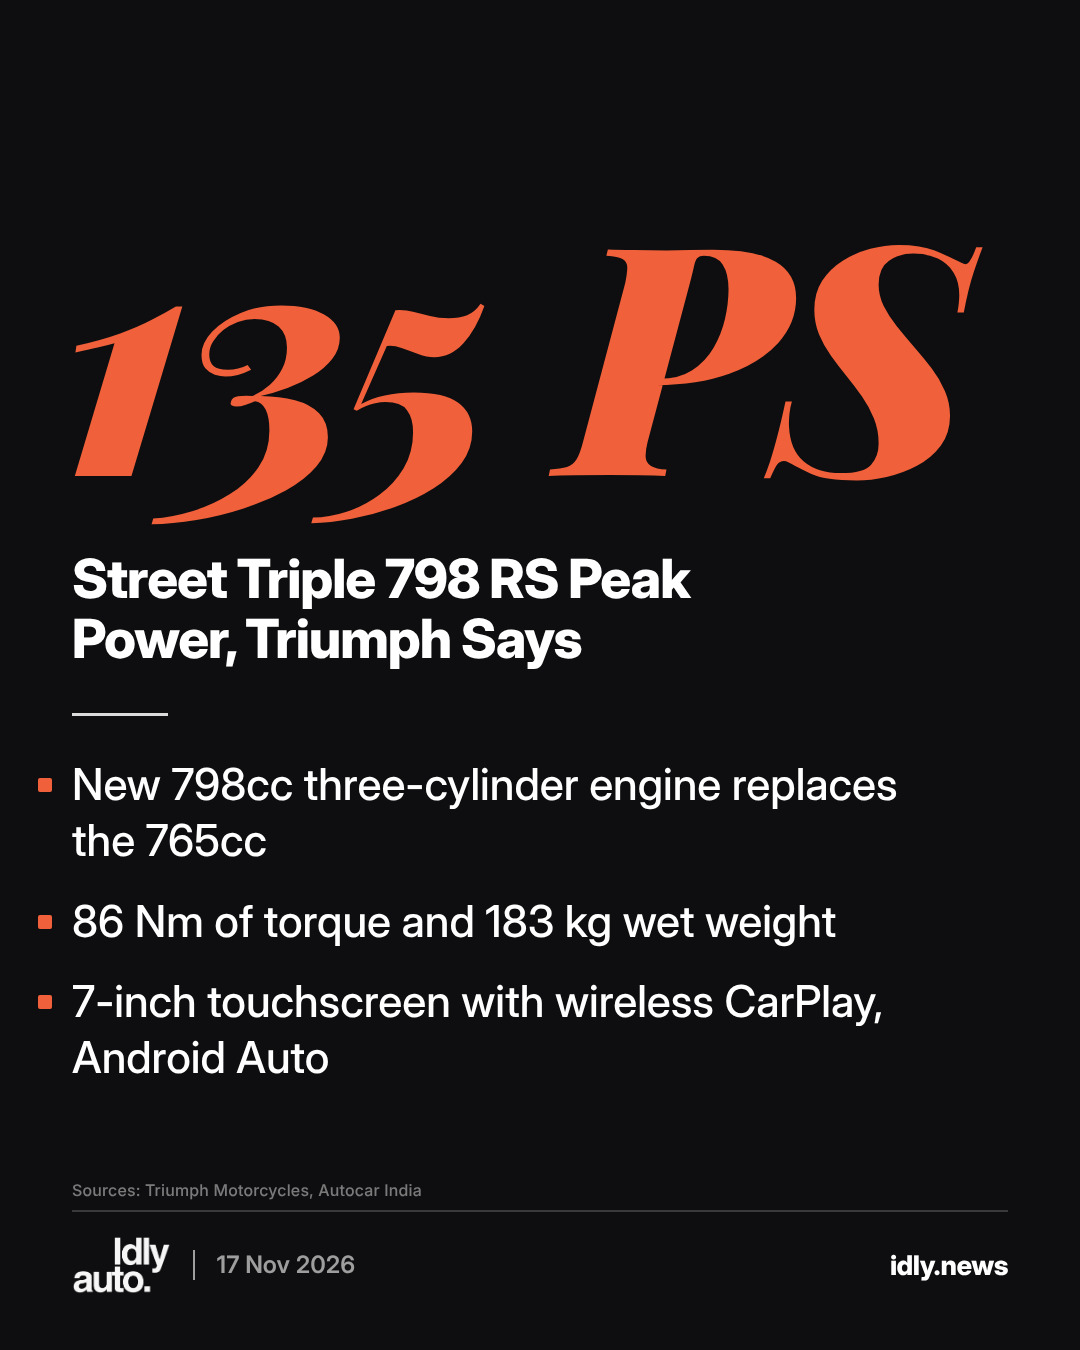 135 PS
Street Triple 798 RS Peak
Power, Triumph Says
New 798cc three-cylinder engine replaces
the 765cc
86 Nm of torque and 183 kg wet weight
7-inch touchscreen with wireless CarPlay,
Android Auto
Sources: Triumph Motorcycles, Autocar India
Idly
auto.
17 Nov 2026
idly.news